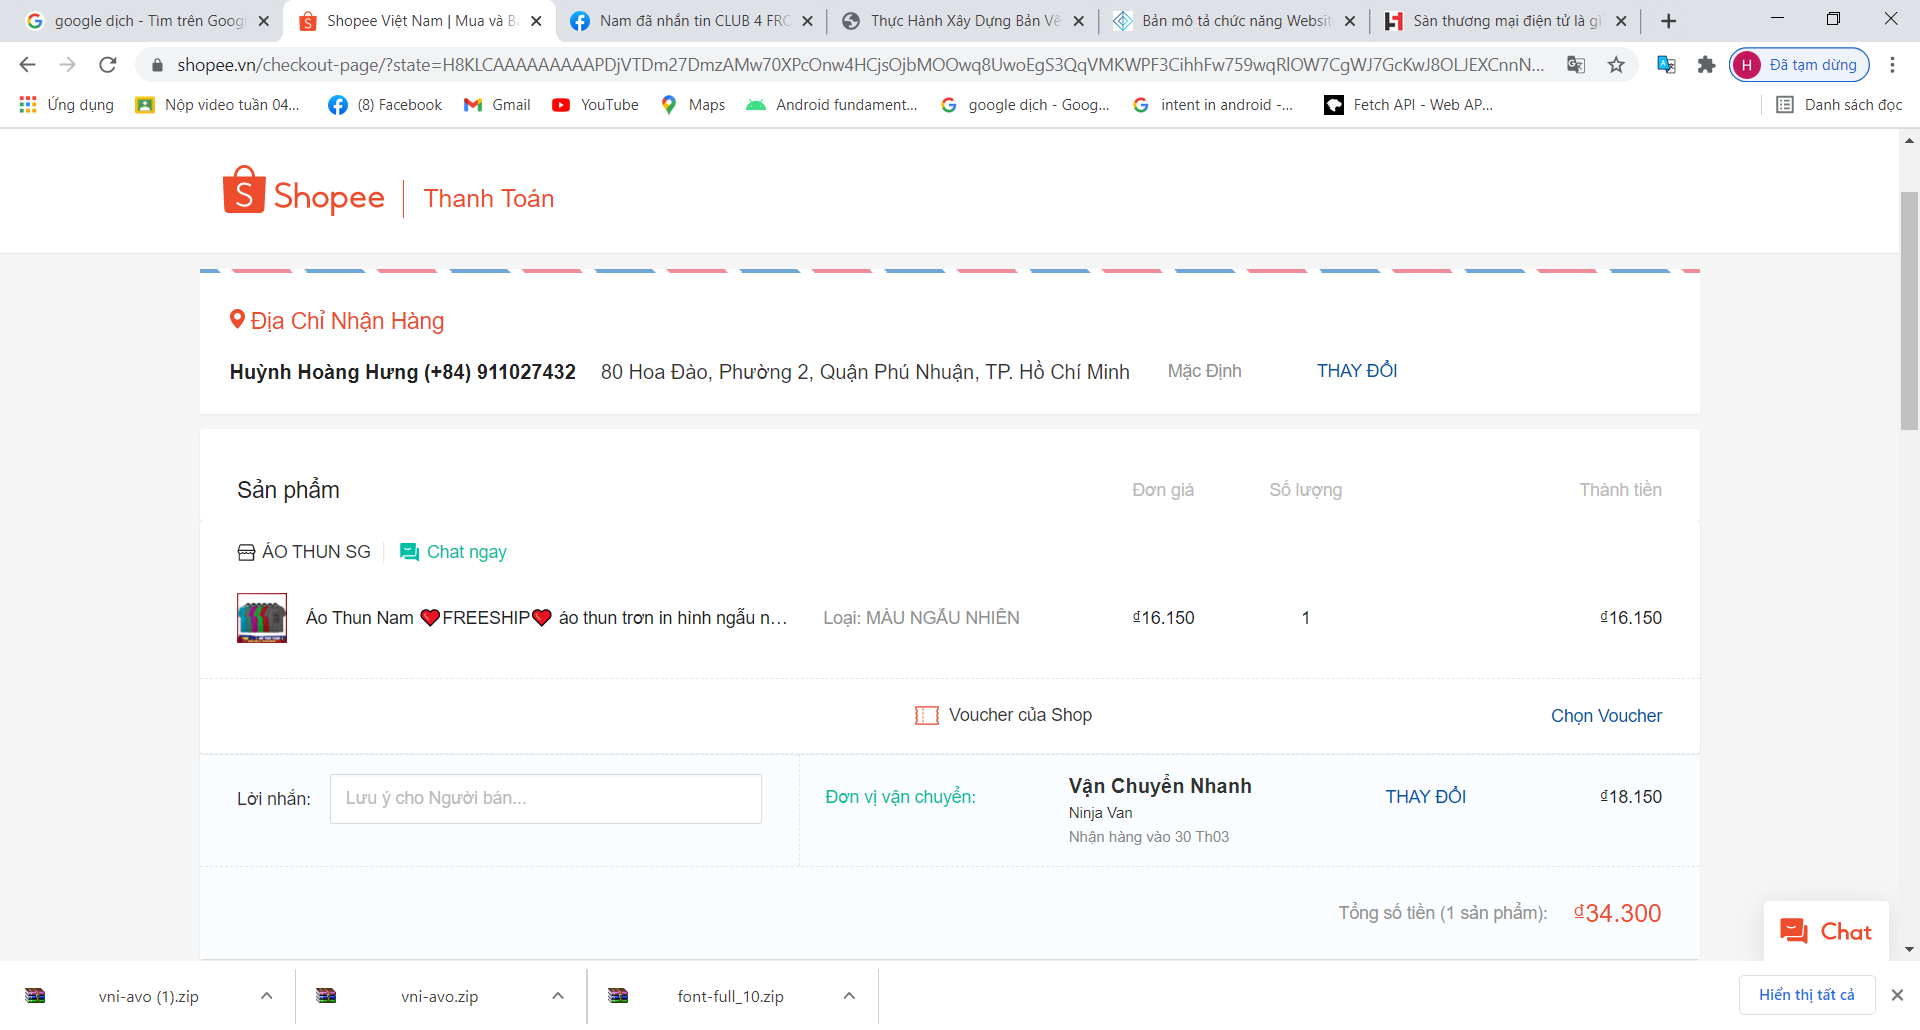 google dịch - Tìm trên Googl
Shopee Việt Nam | Mua và B
Nam đã nhắn tin CLUB 4 FRO
Thực Hành Xây Dựng Bản Vẽ
Bản mô tả chức năng Website
Sàn thương mại điện tử là gì
shopee.vn/checkout-page/?state=H8KLCAAAAAAAAAPDjVTDm27DmzAMw70XPcOnw4HCjsOjbMOOwq8UwoEgS3QqVMKWPF3CihhFw759wqRlOW7CgWJ7GcKwJ8OLJEXCnnN...
H Đã tạm dừng
Ứng dụng
Nộp video tuần 04...
(8) Facebook
Gmail
YouTube
Maps
Android fundament...
google dịch - Goog...
intent in android -...
Fetch API - Web AP...
Danh sách đọc
Shopee
Thanh Toán
Địa Chỉ Nhận Hàng
Huỳnh Hoàng Hưng (+84) 911027432 80 Hoa Đào, Phường 2, Quận Phú Nhuận, TP. Hồ Chí Minh Mặc Định THAY ĐỔI
Sản phẩm Đơn giá Số lượng Thành tiền
ÁO THUN SG Chat ngay
Áo Thun Nam ❤FREESHIP❤ áo thun trơn in hình ngẫu n... Loại: MÀU NGẪU NHIÊN ₫16.150 1 ₫16.150
Voucher của Shop Chọn Voucher
Lời nhắn: Lưu ý cho Người bán... Đơn vị vận chuyển: Vận Chuyển Nhanh THAY ĐỔI ₫18.150
Ninja Van
Nhận hàng vào 30 Th03
Tổng số tiền (1 sản phẩm): ₫34.300
Chat
vni-avo (1).zip
vni-avo.zip
font-full_10.zip
Hiển thị tất cả